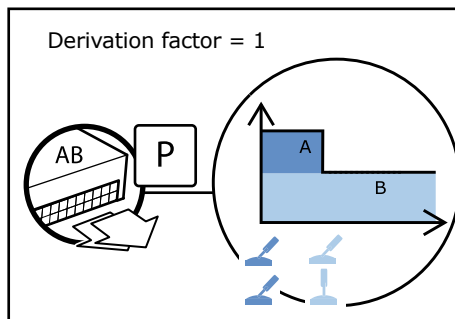 Derivation factor = 1
AB
P
A
B